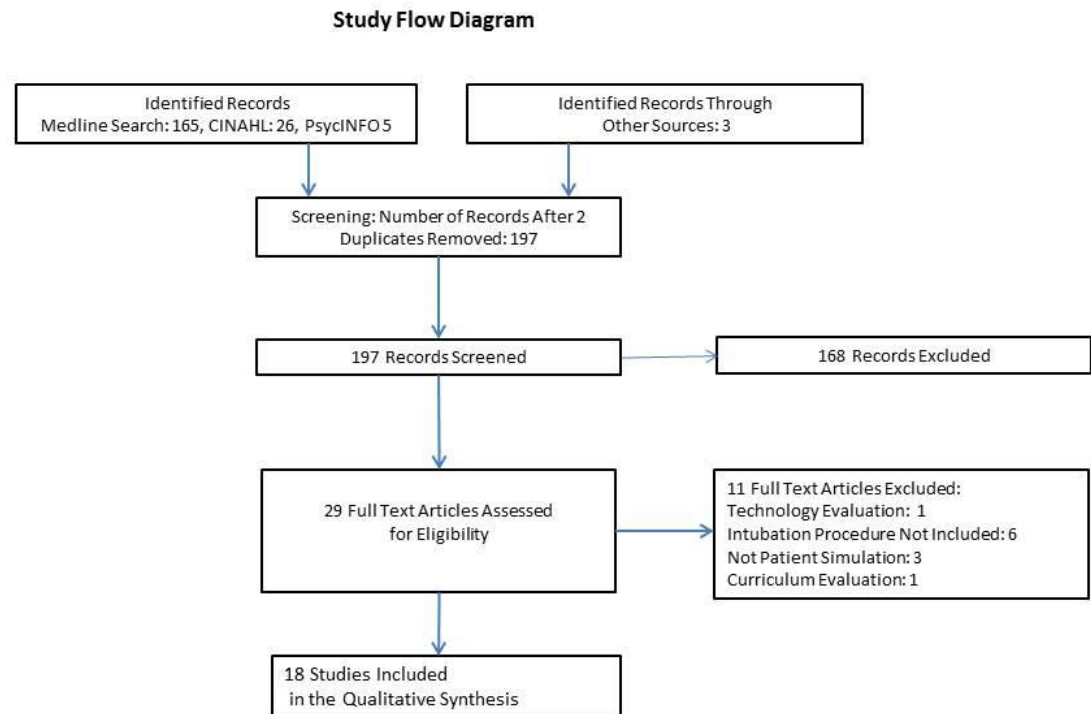 Study Flow Diagram
Identified Records
Medline Search: 165, CINAHL: 26, PsycINFO 5
Identified Records Through
Other Sources: 3
Screening: Number of Records After 2
Duplicates Removed: 197
197 Records Screened
168 Records Excluded
29 Full Text Articles Assessed
for Eligibility
11 Full Text Articles Excluded:
Technology Evaluation: 1
Intubation Procedure Not Included: 6
Not Patient Simulation: 3
Curriculum Evaluation: 1
18 Studies Included
in the Qualitative Synthesis